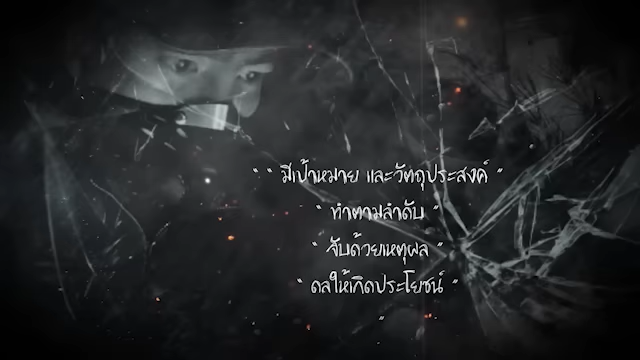 “ “ มีเป้าหมาย และวัตถุประสงค์ ”
“ ทำตามลำดับ ”
“ จับด้วยเหตุผล ”
“ ดลให้เกิดประโยชน์ ”
”